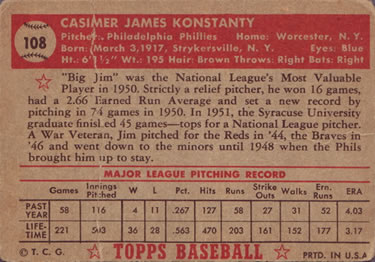 108
CASIMER JAMES KONSTANTY
Pitcher: Philadelphia Phillies Home: Worcester, N. Y.
Born: March 3, 1917, Strykersville, N. Y. Eyes: Blue
Ht: 6' 1½" Wt: 195 Hair: Brown Throws: Right Bats: Right
"Big Jim" was the National League's Most Valuable
Player in 1950. Strictly a relief pitcher, he won 16 games,
had a 2.66 Earned Run Average and set a new record by
pitching in 74 games in 1950. In 1951, the Syracuse University
graduate finished 45 games—tops for a National League pitcher.
A War Veteran, Jim pitched for the Reds in '44, the Braves in
'46 and went down to the minors until 1948 when the Phils
brought him up to stay.
MAJOR LEAGUE PITCHING RECORD
Games Innings Pitched W L Pct. Hits Runs Strike Outs Walks Ern. Runs ERA
PAST YEAR 58 116 4 11 .267 127 58 27 31 52 4.03
LIFE-TIME 221 503 36 28 .563 481
© T. C. G. TOPPS BASEBALL PRTD. IN U.S.A.